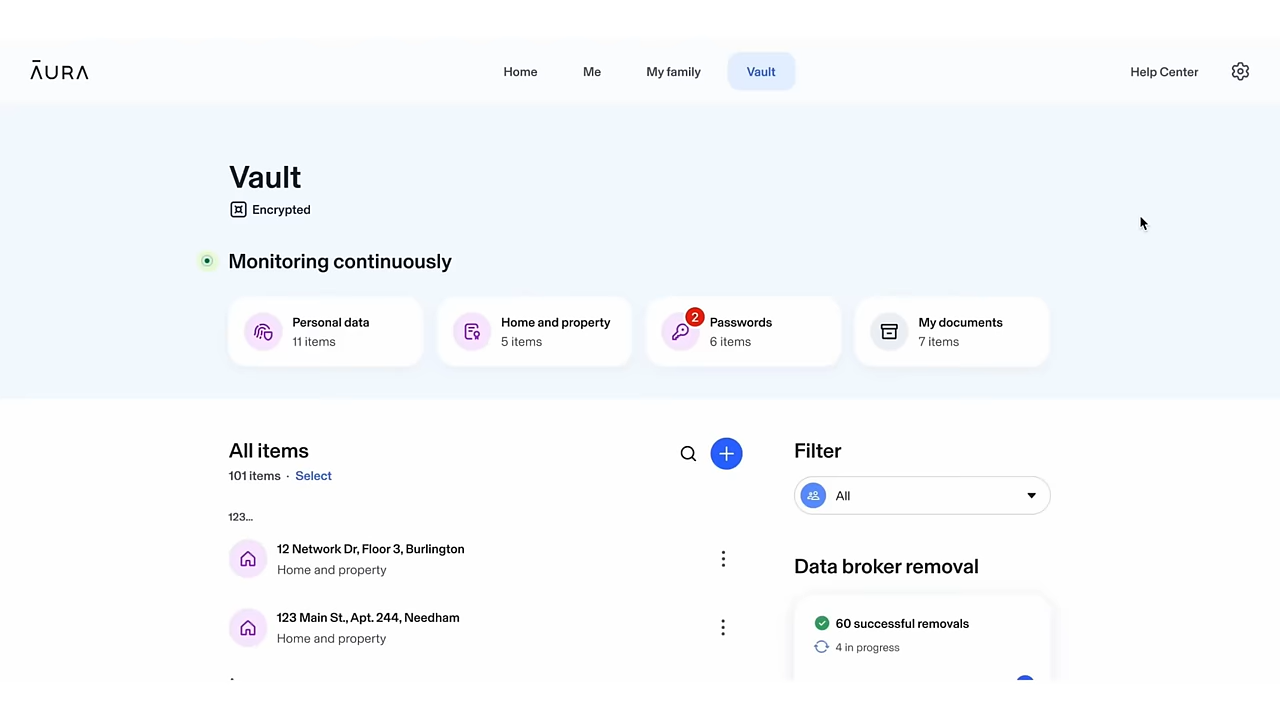 ĀURA
Home
Me
My family
Vault
Help Center
Vault
Encrypted
Monitoring continuously
Personal data
11 items
Home and property
5 items
2
Passwords
6 items
My documents
7 items
All items
101 items · Select
Filter
All
123...
12 Network Dr, Floor 3, Burlington
Home and property
123 Main St., Apt. 244, Needham
Home and property
Data broker removal
60 successful removals
4 in progress